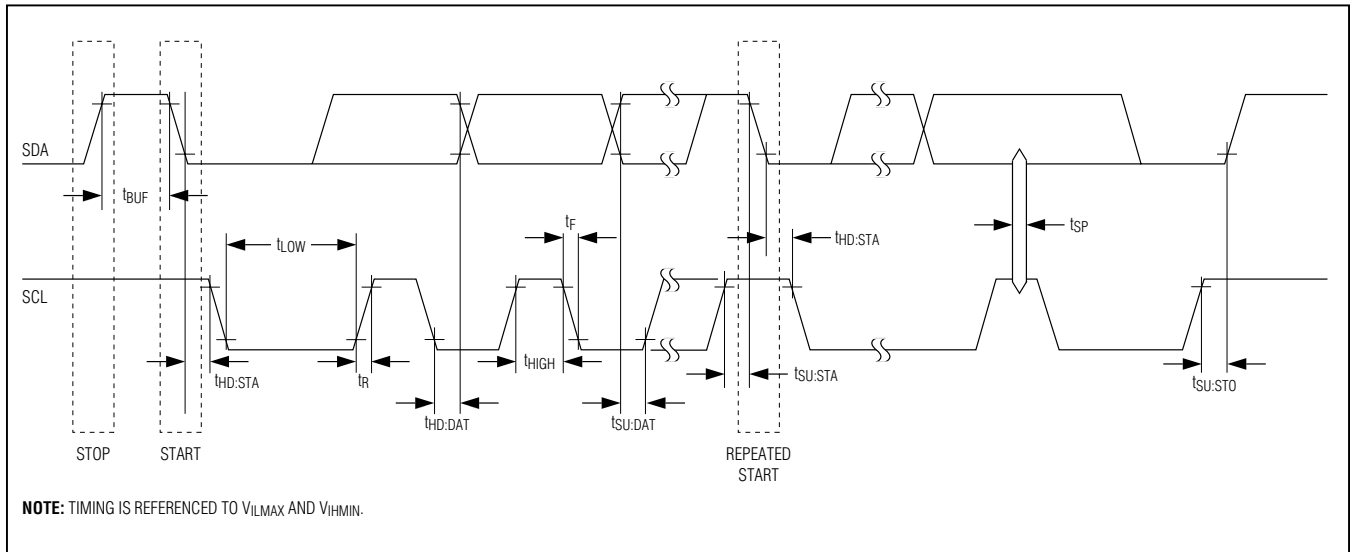 SDA
tBUF
tLOW
tF
tHD:STA
tSP
SCL
tHD:STA
tR
tHIGH
tHD:DAT
tSU:DAT
tSU:STA
tSU:STO
STOP
START
REPEATED
START
NOTE: TIMING IS REFERENCED TO VILMAX AND VIHMIN.